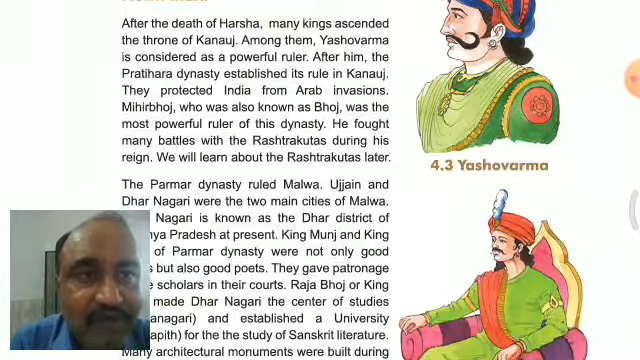 After the death of Harsha, many kings ascended
the throne of Kanauj. Among them, Yashovarma
is considered as a powerful ruler. After him, the
Pratihara dynasty established its rule in Kanauj.
They protected India from Arab invasions.
Mihirbhoj, who was also known as Bhoj, was the
most powerful ruler of this dynasty. He fought
many battles with the Rashtrakutas during his
reign. We will learn about the Rashtrakutas later.
4.3 Yashovarma
The Parmar dynasty ruled Malwa. Ujjain and
Dhar Nagari were the two main cities of Malwa.
Nagari is known as the Dhar district of
Pradesh at present. King Munj and King
of Parmar dynasty were not only good
but also good poets. They gave patronage
scholars in their courts. Raja Bhoj or King
made Dhar Nagari the center of studies
and established a University
for the the study of Sanskrit literature.
Many architectural monuments were built during